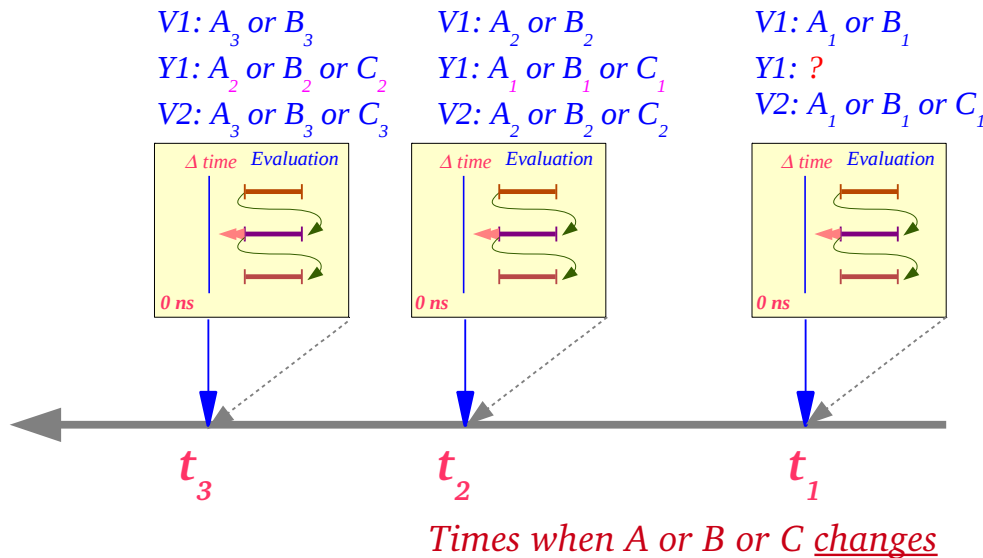 V1: A₃ or B₃
Y1: A₂ or B₂ or C₂
V2: A₃ or B₃ or C₃
Δ time Evaluation
0 ns
V1: A₂ or B₂
Y1: A₁ or B₁ or C₁
V2: A₂ or B₂ or C₂
Δ time Evaluation
0 ns
V1: A₁ or B₁
Y1: ?
V2: A₁ or B₁ or C₁
Δ time Evaluation
0 ns
t₃ t₂ t₁
Times when A or B or C changes